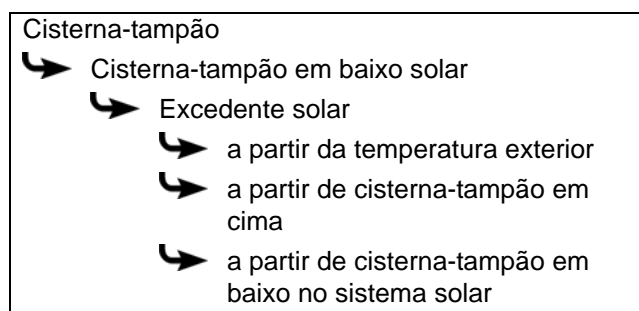 Cisterna-tampão
Cisterna-tampão em baixo solar
Excedente solar
a partir da temperatura exterior
a partir de cisterna-tampão em
cima
a partir de cisterna-tampão em
baixo no sistema solar